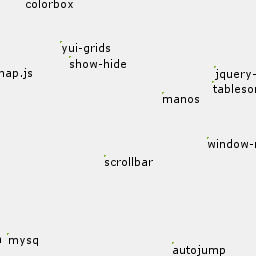 colorbox
yui-grids
show-hide
map.js
jquery-
tableso
manos
window-
scrollbar
mysq
autojump